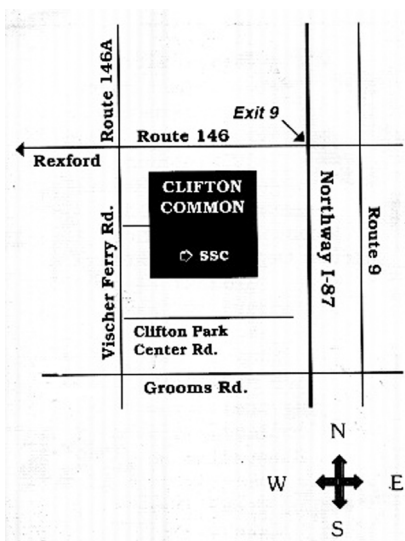 Route 146A
Exit 9
Route 146
Rexford
CLIFTON
COMMON
SSC
Vischer Ferry Rd.
Northway I-87
Route 9
Clifton Park
Center Rd.
Grooms Rd.
N
W
E
S